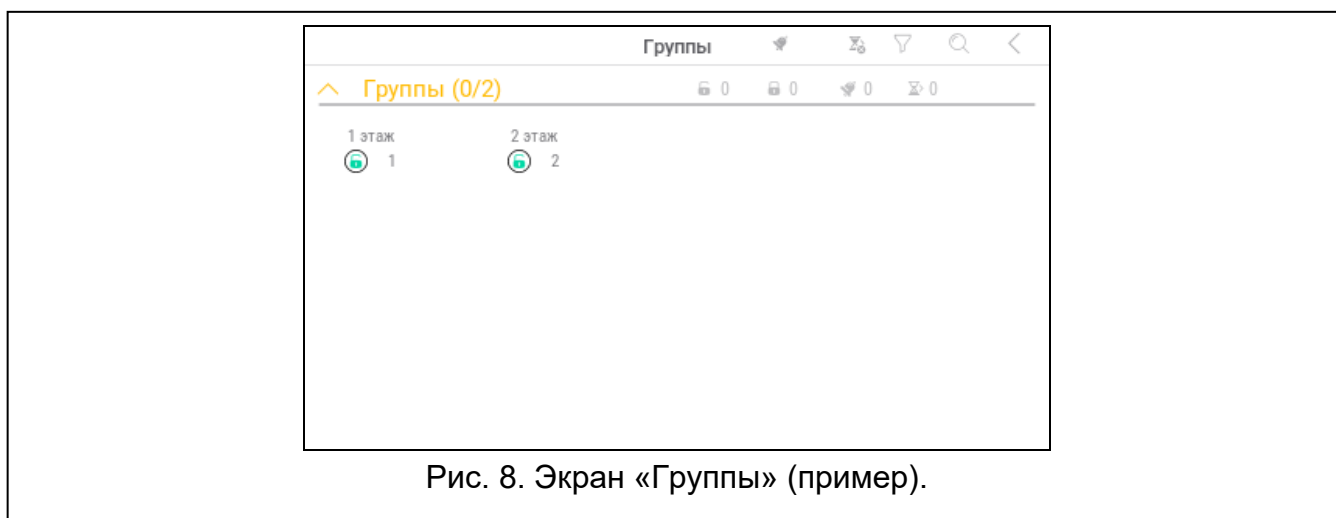 Группы
Группы (0/2) 0 0 0 0
1 этаж 2 этаж
1 2
Рис. 8. Экран «Группы» (пример).